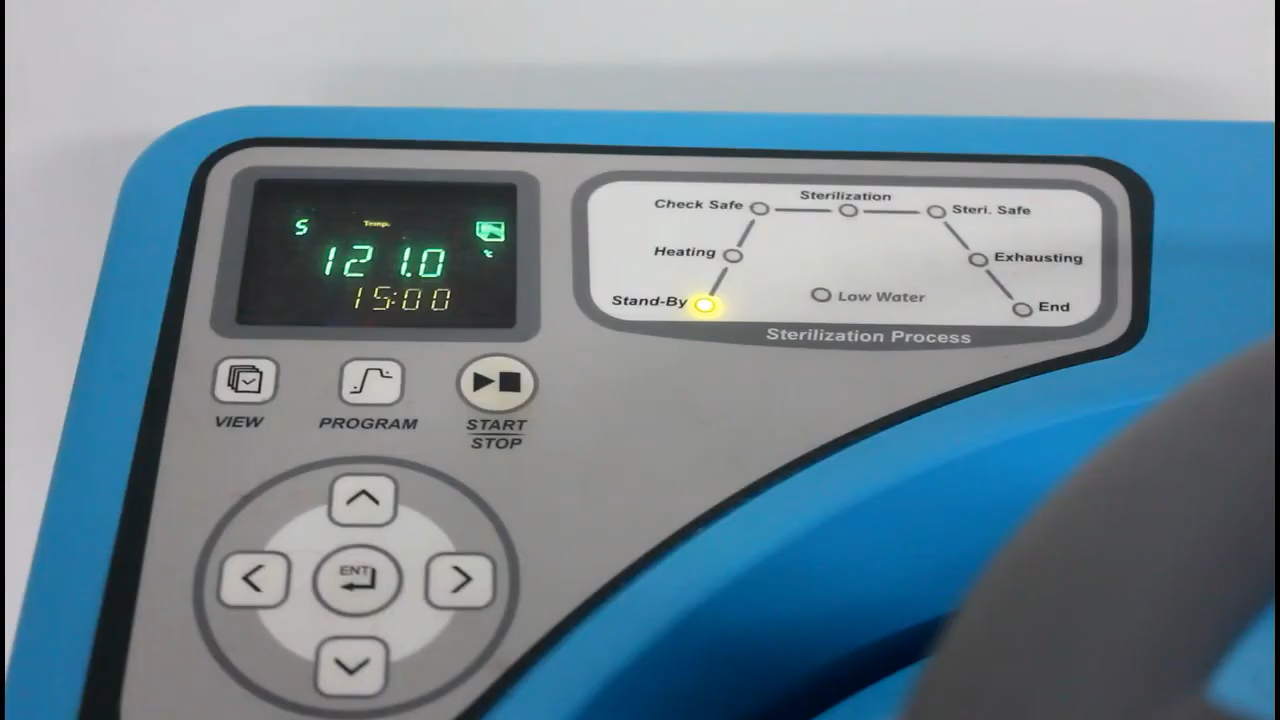 S
Temp.
121.0
℃
15:00
Check Safe
Sterilization
Steri. Safe
Heating
Exhausting
Stand-By
Low Water
End
Sterilization Process
VIEW
PROGRAM
START
STOP
ENT